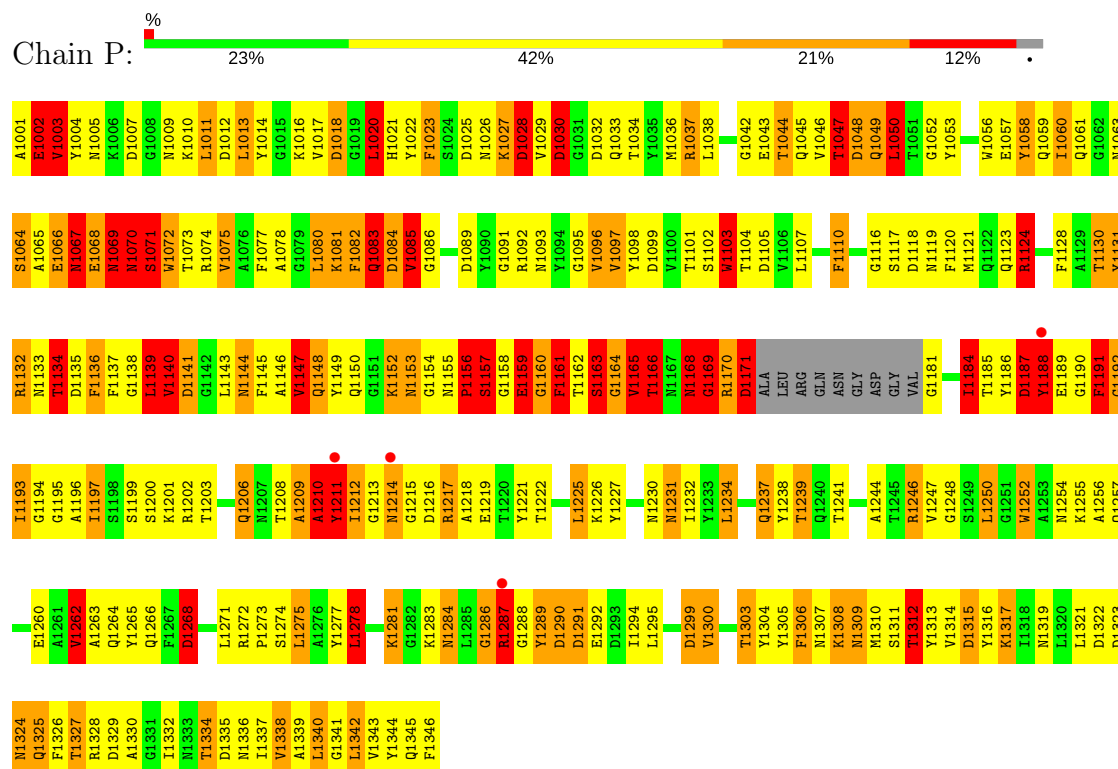 %
Chain P:
23% 42% 21% 12% •
A1001 E1002 V1003 Y1004 N1005 K1006 D1007 G1008 N1009 K1010 L1011 D1012 L1013 Y1014 G1015 K1016 V1017 D1018 G1019 L1020 H1021 Y1022 F1023 S1024 D1025 N1026 K1027 D1028 V1029 D1030 G1031 D1032 Q1033 T1034 Y1035 M1036 R1037 L1038 G1042 E1043 T1044 Q1045 V1046 T1047 D1048 Q1049 L1050 T1051 G1052 Y1053 W1056 E1057 Y1058 Q1059 I1060 Q1061 G1062 N1063
S1064 A1065 E1066 N1067 E1068 N1069 N1070 S1071 W1072 T1073 R1074 V1075 A1076 F1077 A1078 G1079 L1080 K1081 F1082 Q1083 D1084 V1085 G1086 D1089 Y1090 G1091 R1092 N1093 Y1094 G1095 V1096 V1097 Y1098 D1099 V1100 T1101 S1102 W1103 T1104 D1105 V1106 L1107 F1110 G1116 S1117 D1118 N1119 F1120 M1121 Q1122 Q1123 R1124 F1128 A1129 T1130 Y1131
R1132 N1133 T1134 D1135 F1136 F1137 G1138 L1139 V1140 D1141 G1142 L1143 N1144 F1145 A1146 V1147 Q1148 Y1149 Q1150 G1151 K1152 N1153 G1154 N1155 P1156 S1157 G1158 E1159 G1160 F1161 T1162 S1163 G1164 V1165 T1166 N1167 N1168 G1169 R1170 D1171 ALA LEU ARG GLN ASN GLY ASP GLY VAL G1181 I1184 T1185 Y1186 D1187 Y1188 E1189 G1190 F1191 G1192
I1193 G1194 G1195 A1196 I1197 S1198 S1199 S1200 K1201 R1202 T1203 Q1206 N1207 T1208 A1209 A1210 Y1211 I1212 G1213 N1214 G1215 D1216 R1217 A1218 E1219 T1220 Y1221 T1222 L1225 K1226 Y1227 N1230 N1231 I1232 Y1233 L1234 Q1237 Y1238 T1239 Q1240 T1241 A1244 T1245 R1246 V1247 G1248 S1249 L1250 G1251 W1252 A1253 N1254 K1255 A1256 Q1257
E1260 A1261 V1262 A1263 Q1264 Y1265 Q1266 F1267 D1268 L1271 R1272 P1273 S1274 L1275 A1276 Y1277 L1278 K1281 G1282 K1283 N1284 L1285 G1286 R1287 G1288 Y1289 D1290 D1291 E1292 D1293 I1294 L1295 D1299 V1300 T1303 Y1304 Y1305 F1306 N1307 K1308 N1309 M1310 S1311 T1312 Y1313 V1314 D1315 Y1316 K1317 I1318 N1319 L1320 L1321 D1322 D1323
N1324 Q1325 F1326 T1327 R1328 D1329 A1330 G1331 I1332 N1333 T1334 D1335 N1336 I1337 V1338 A1339 L1340 G1341 L1342 V1343 Y1344 Q1345 F1346